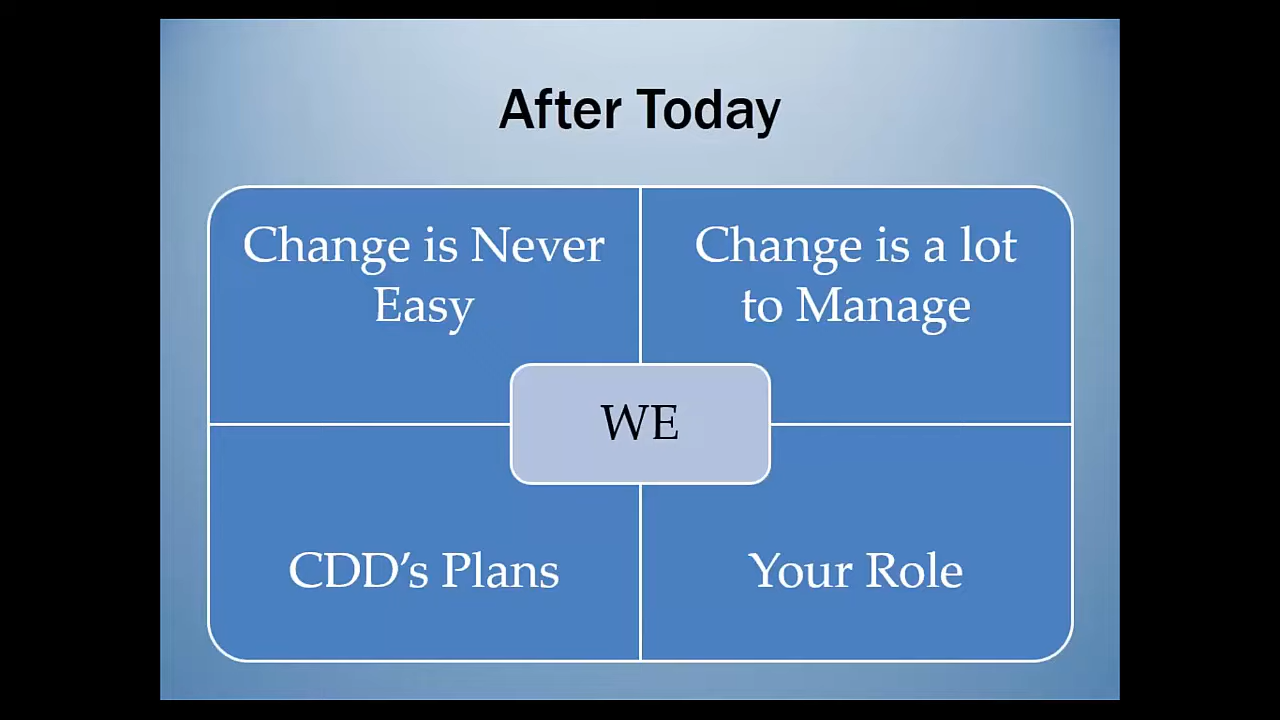 After Today
Change is Never
Easy
Change is a lot
to Manage
WE
CDD’s Plans
Your Role